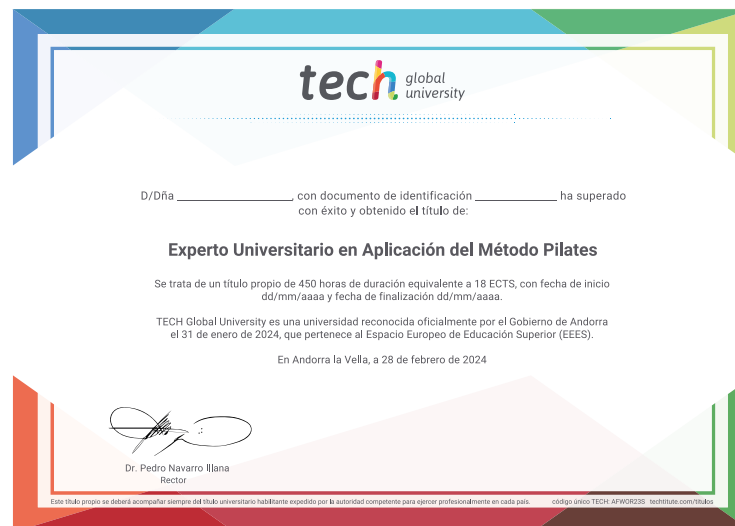 tech global university
D/Dña ____________________, con documento de identificación ______________ ha superado
con éxito y obtenido el título de:
Experto Universitario en Aplicación del Método Pilates
Se trata de un título propio de 450 horas de duración equivalente a 18 ECTS, con fecha de inicio
dd/mm/aaaa y fecha de finalización dd/mm/aaaa.
TECH Global University es una universidad reconocida oficialmente por el Gobierno de Andorra
el 31 de enero de 2024, que pertenece al Espacio Europeo de Educación Superior (EEES).
En Andorra la Vella, a 28 de febrero de 2024
Dr. Pedro Navarro Illana
Rector
Este título propio se deberá acompañar siempre del título universitario habilitante expedido por la autoridad competente para ejercer profesionalmente en cada país. código único TECH: AFWOR23S techtitute.com/titulos